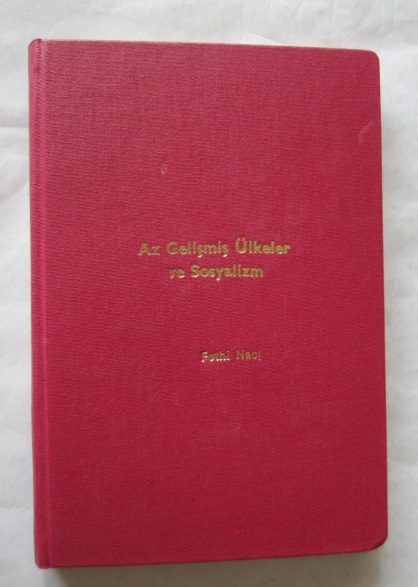 Az Gelişmiş Ülkeler
ve Sosyalizm
Fethi Naci